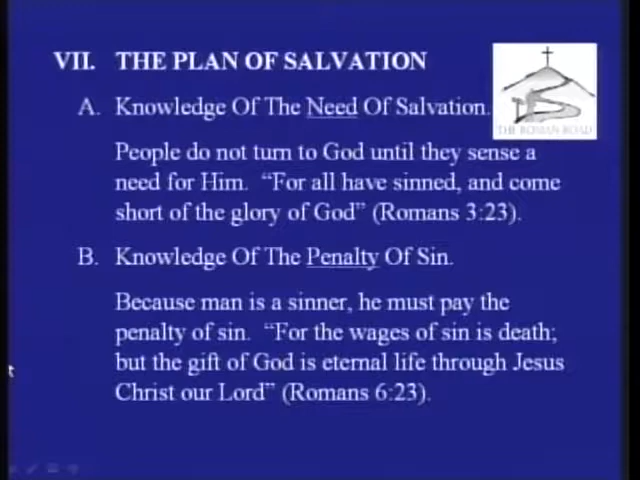 VII. THE PLAN OF SALVATION
A. Knowledge Of The Need Of Salvation.
THE ROMAN ROAD
People do not turn to God until they sense a
need for Him. “For all have sinned, and come
short of the glory of God” (Romans 3:23).
B. Knowledge Of The Penalty Of Sin.
Because man is a sinner, he must pay the
penalty of sin. “For the wages of sin is death;
but the gift of God is eternal life through Jesus
Christ our Lord” (Romans 6:23).